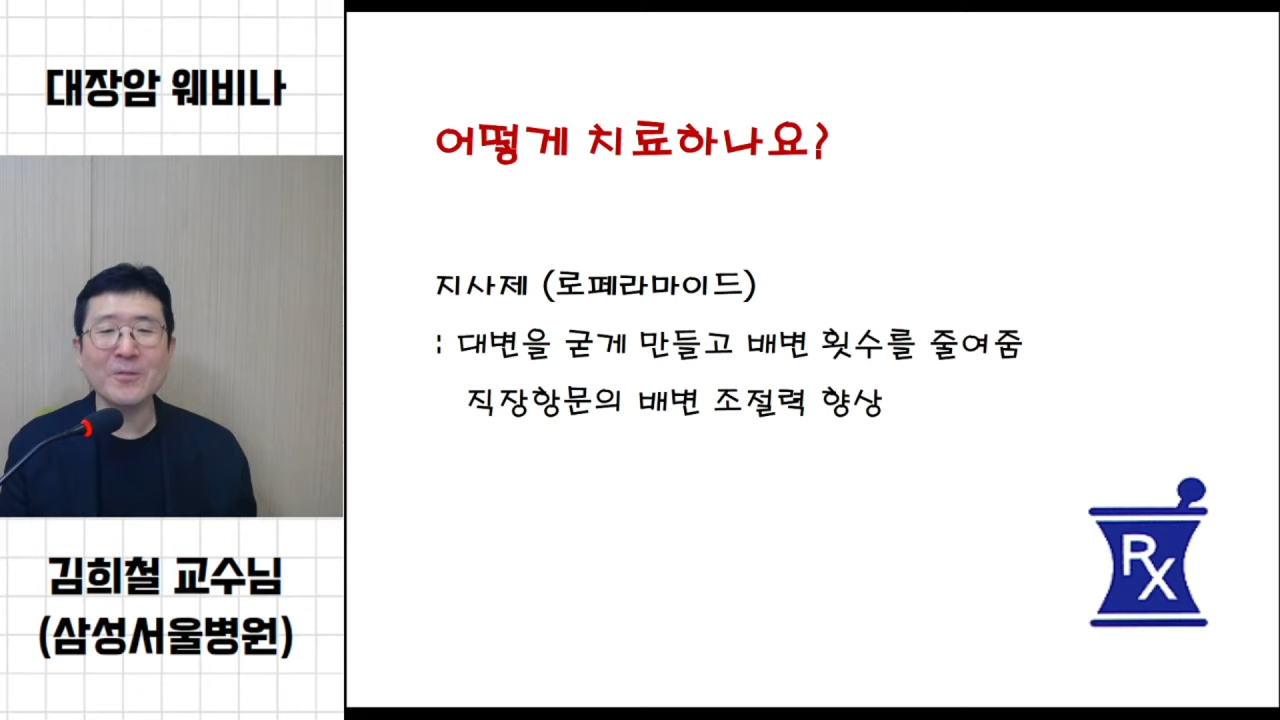 대장암 웨비나
김희철 교수님
(삼성서울병원)
어떻게 치료하나요?
지사제 (로페라마이드)
: 대변을 굳게 만들고 배변 횟수를 줄여줌
직장항문의 배변 조절력 향상
RX